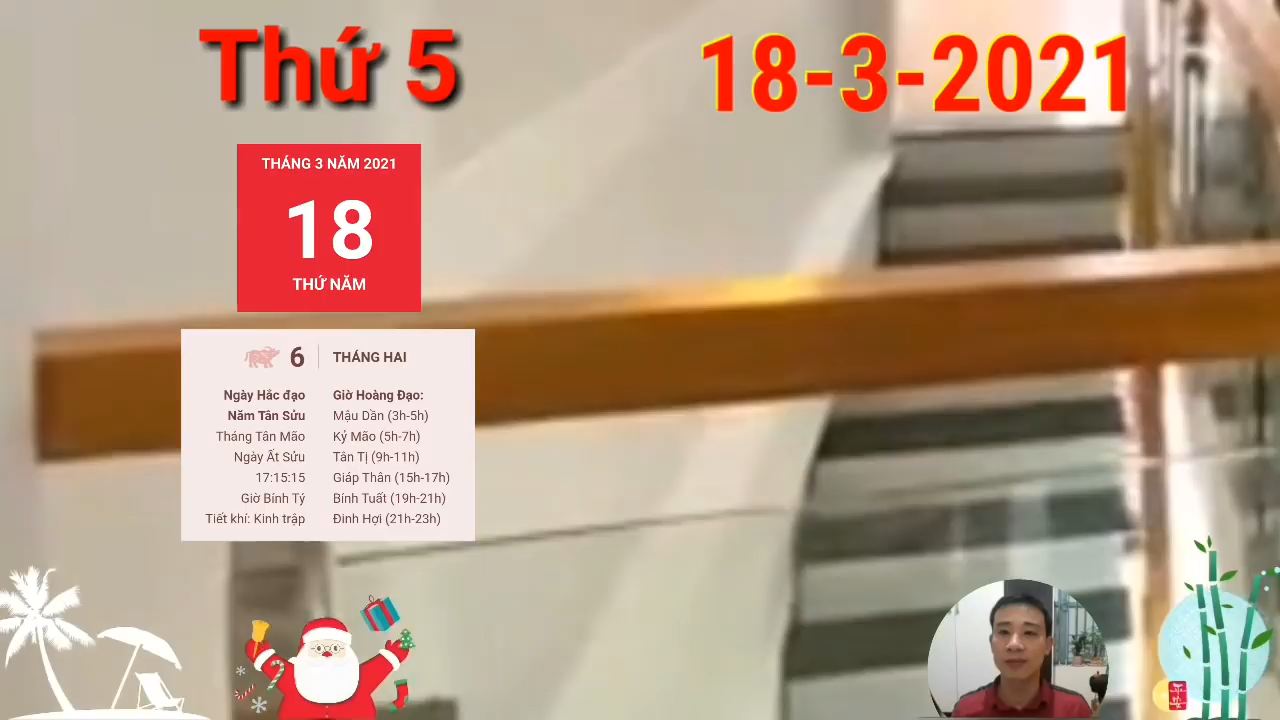 Thứ 5
18-3-2021
THÁNG 3 NĂM 2021
18
THỨ NĂM
6 THÁNG HAI
Ngày Hắc đạo
Năm Tân Sửu
Tháng Tân Mão
Ngày Ất Sửu
17:15:15
Giờ Bính Tý
Tiết khí: Kinh trập
Giờ Hoàng Đạo:
Mậu Dần (3h-5h)
Kỷ Mão (5h-7h)
Tân Tị (9h-11h)
Giáp Thân (15h-17h)
Bính Tuất (19h-21h)
Đinh Hợi (21h-23h)